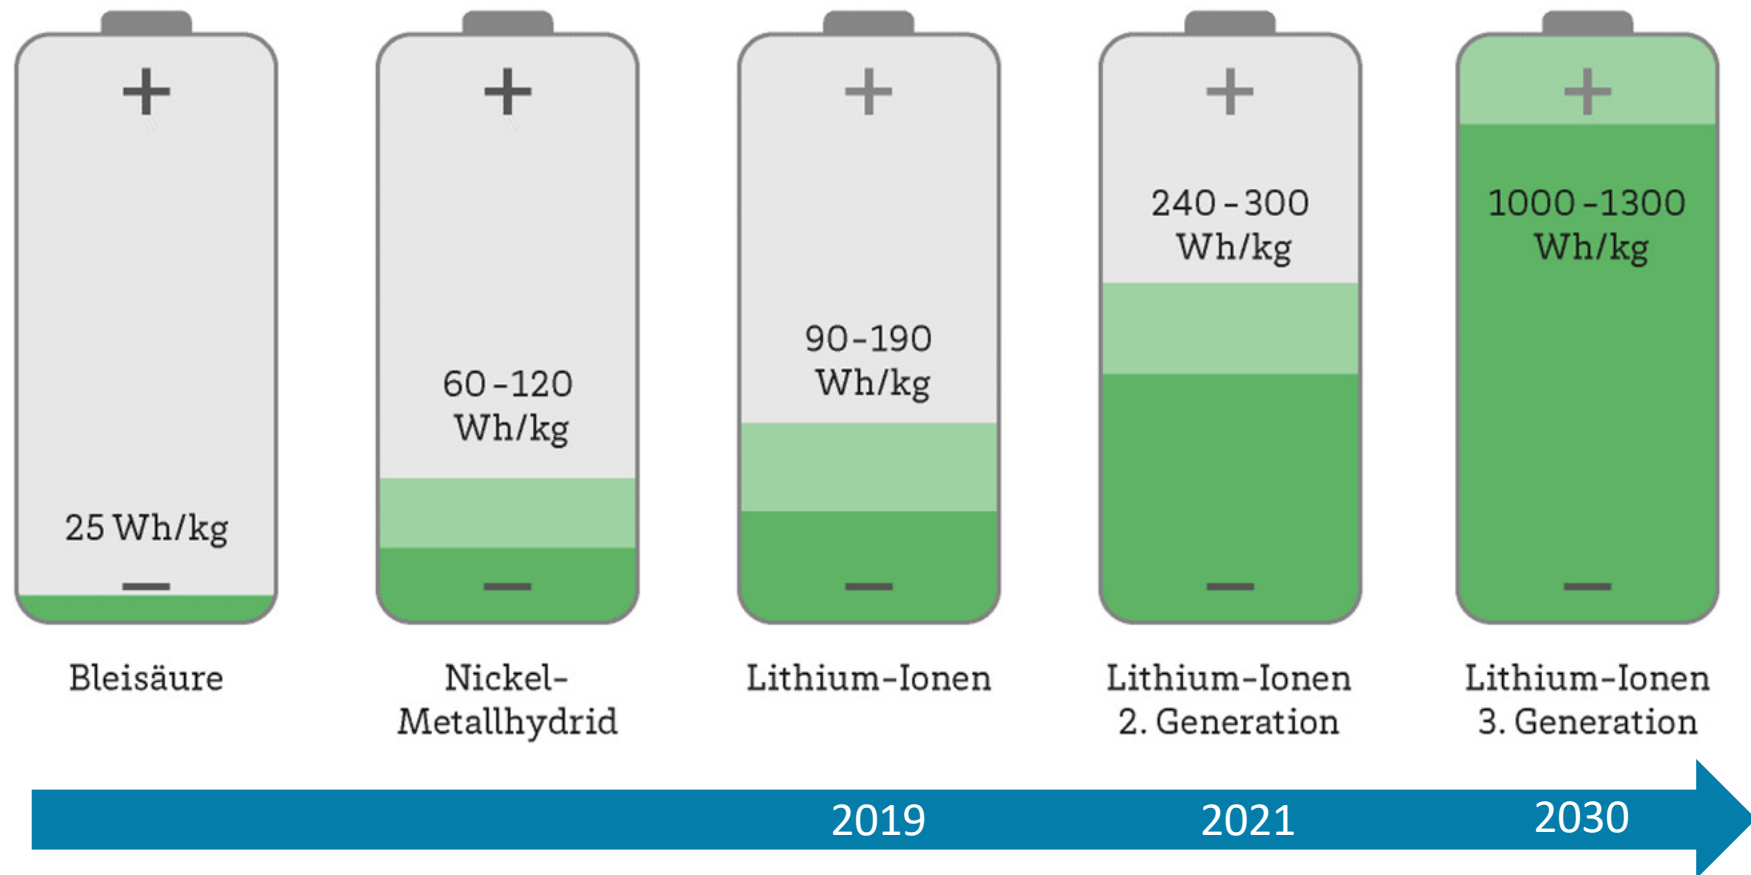 25 Wh/kg
60-120
Wh/kg
90-190
Wh/kg
240-300
Wh/kg
1000-1300
Wh/kg
Bleisäure
Nickel-
Metallhydrid
Lithium-Ionen
Lithium-Ionen
2. Generation
Lithium-Ionen
3. Generation
2019
2021
2030